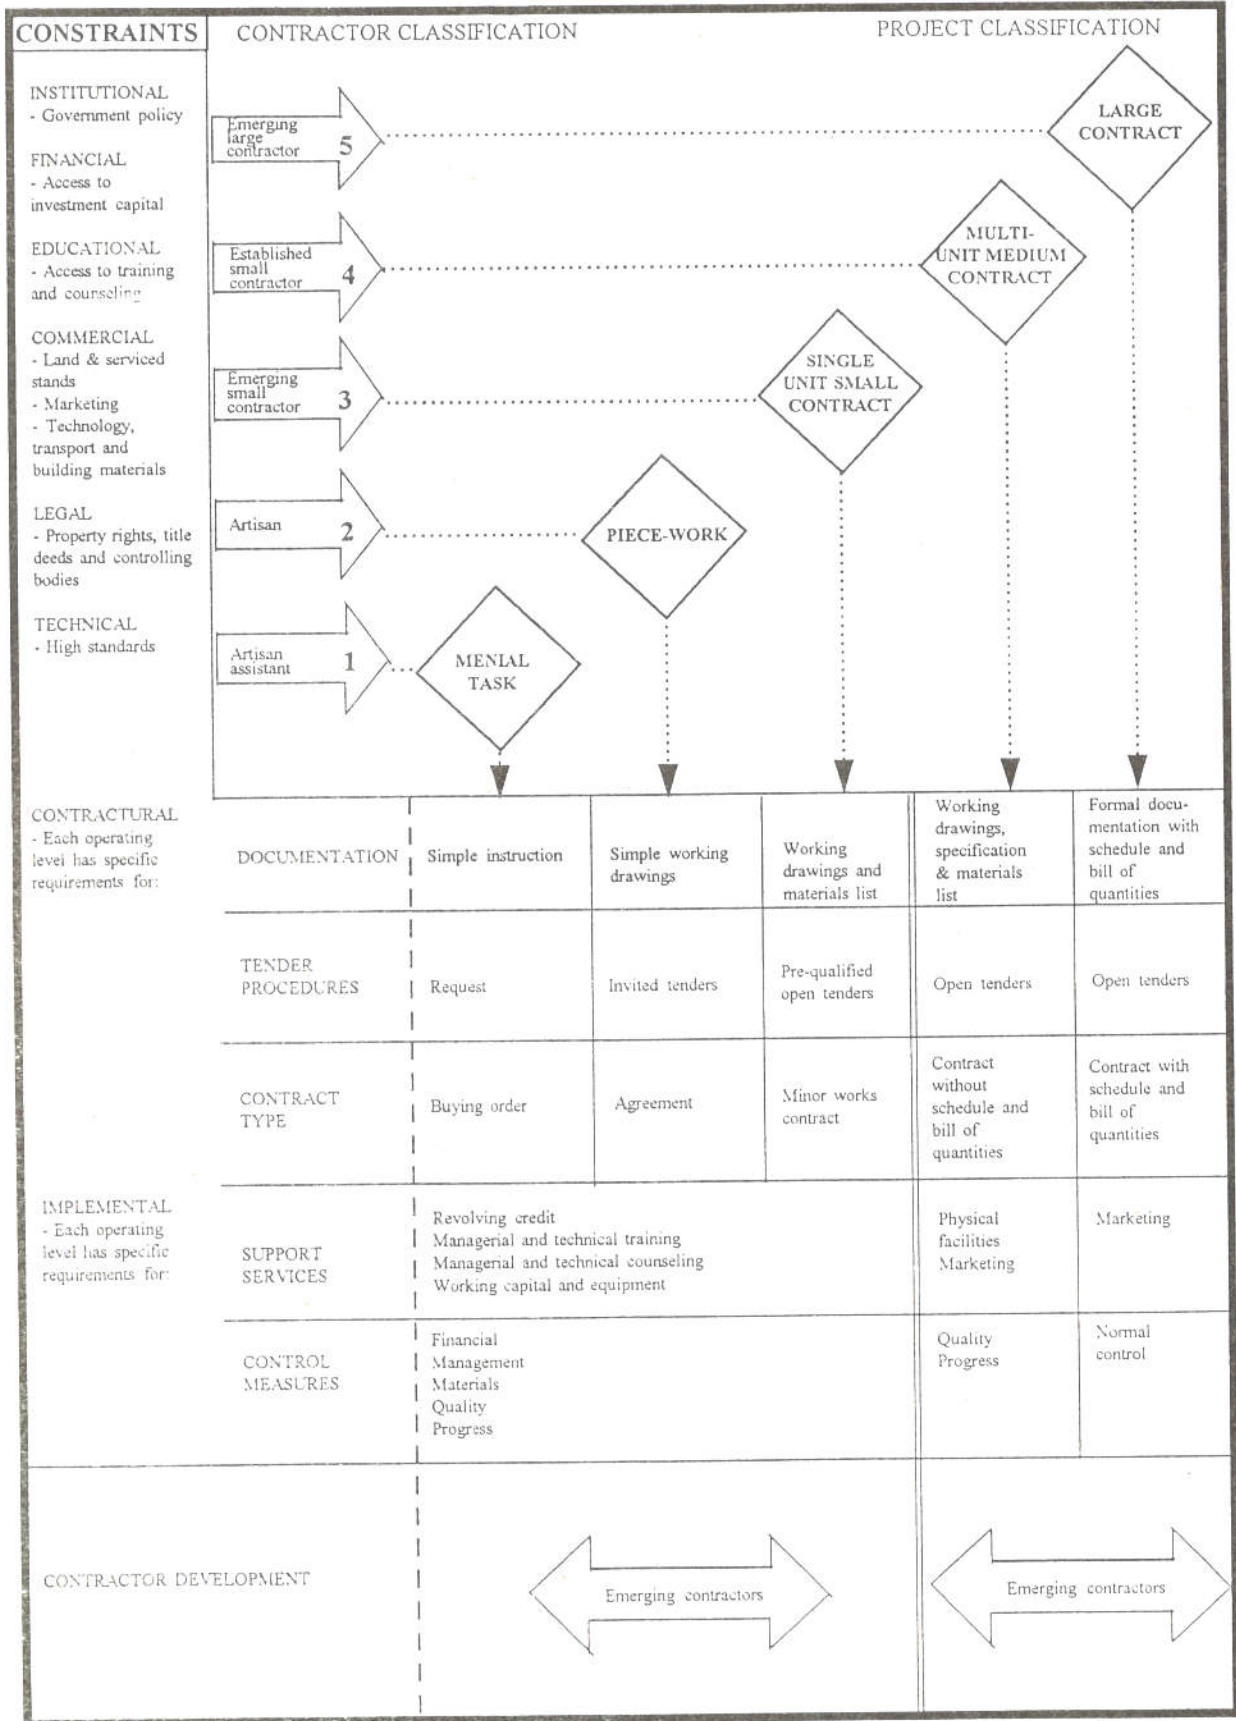 CONSTRAINTS
CONTRACTOR CLASSIFICATION
PROJECT CLASSIFICATION
INSTITUTIONAL
- Government policy
FINANCIAL
- Access to
investment capital
EDUCATIONAL
- Access to training
and counseling
COMMERCIAL
- Land & serviced
stands
- Marketing
- Technology,
transport and
building materials
LEGAL
- Property rights, title
deeds and controlling
bodies
TECHNICAL
- High standards
Emerging
large
contractor
5
LARGE
CONTRACT
Established
small
contractor
4
MULTI-
UNIT MEDIUM
CONTRACT
Emerging
small
contractor
3
SINGLE
UNIT SMALL
CONTRACT
Artisan
2
PIECE-WORK
Artisan
assistant
1
MENIAL
TASK
CONTRACTURAL
- Each operating
level has specific
requirements for:
DOCUMENTATION
Simple instruction
Simple working
drawings
Working
drawings and
materials list
Working
drawings,
specification
& materials
list
Formal docu-
mentation with
schedule and
bill of
quantities
TENDER
PROCEDURES
Request
Invited tenders
Pre-qualified
open tenders
Open tenders
Open tenders
CONTRACT
TYPE
Buying order
Agreement
Minor works
contract
Contract
without
schedule and
bill of
quantities
Contract with
schedule and
bill of
quantities
IMPLEMENTAL
- Each operating
level has specific
requirements for:
SUPPORT
SERVICES
Revolving credit
Managerial and technical training
Managerial and technical counseling
Working capital and equipment
Physical
facilities
Marketing
Marketing
CONTROL
MEASURES
Financial
Management
Materials
Quality
Progress
Quality
Progress
Normal
control
CONTRACTOR DEVELOPMENT
Emerging contractors
Emerging contractors